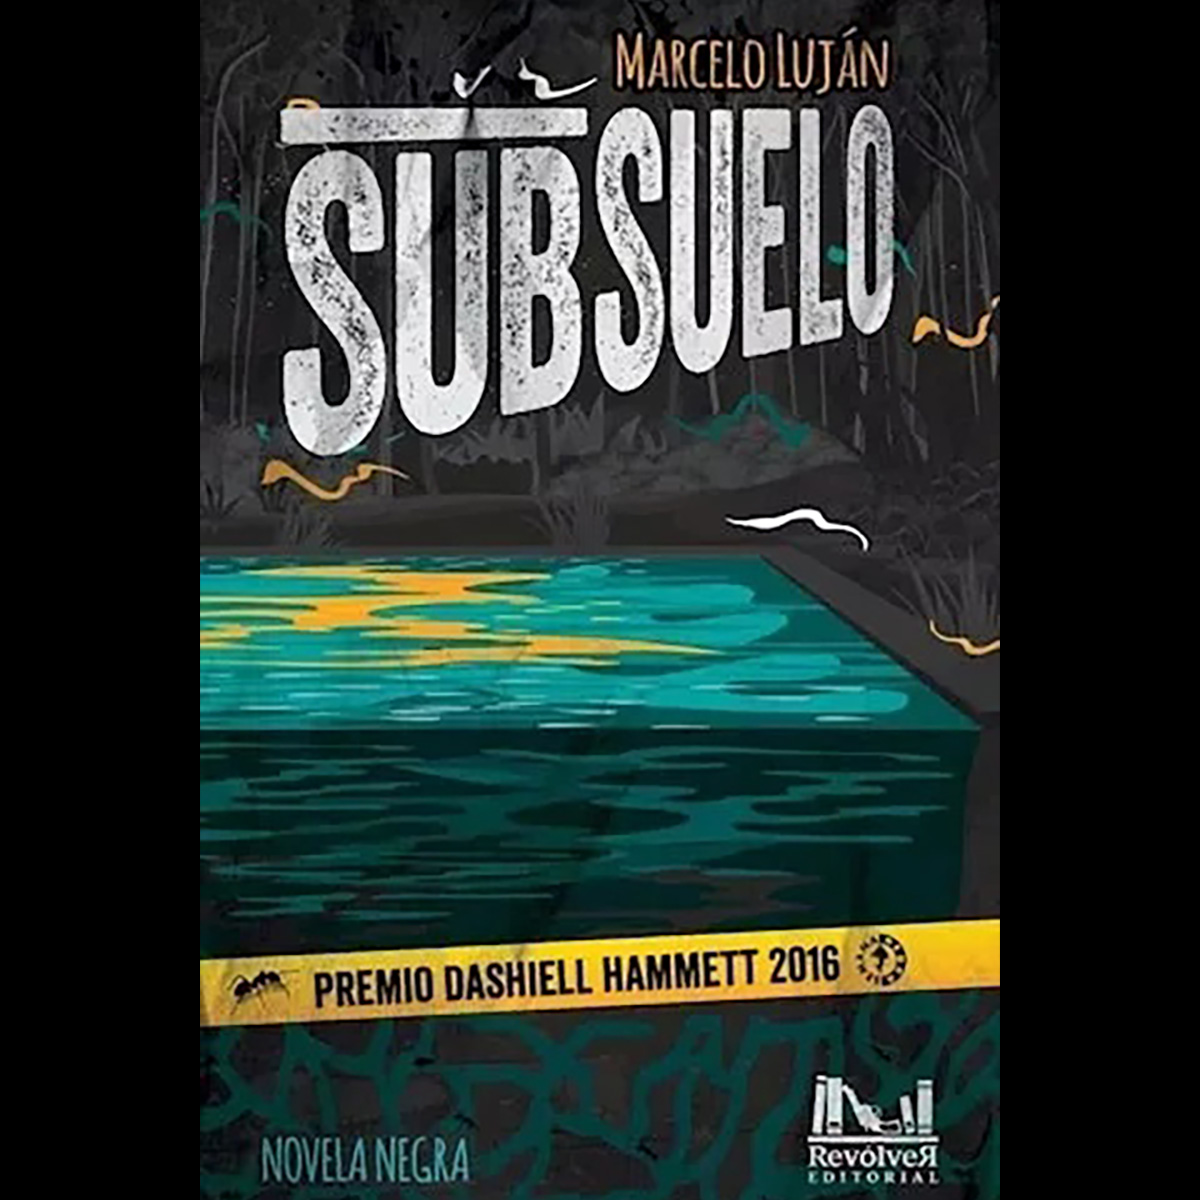 MARCELO LUJÁN
SUBSUELO
PREMIO DASHIELL HAMMETT 2016
NOVELA NEGRA
RevólveR
EDITORIAL